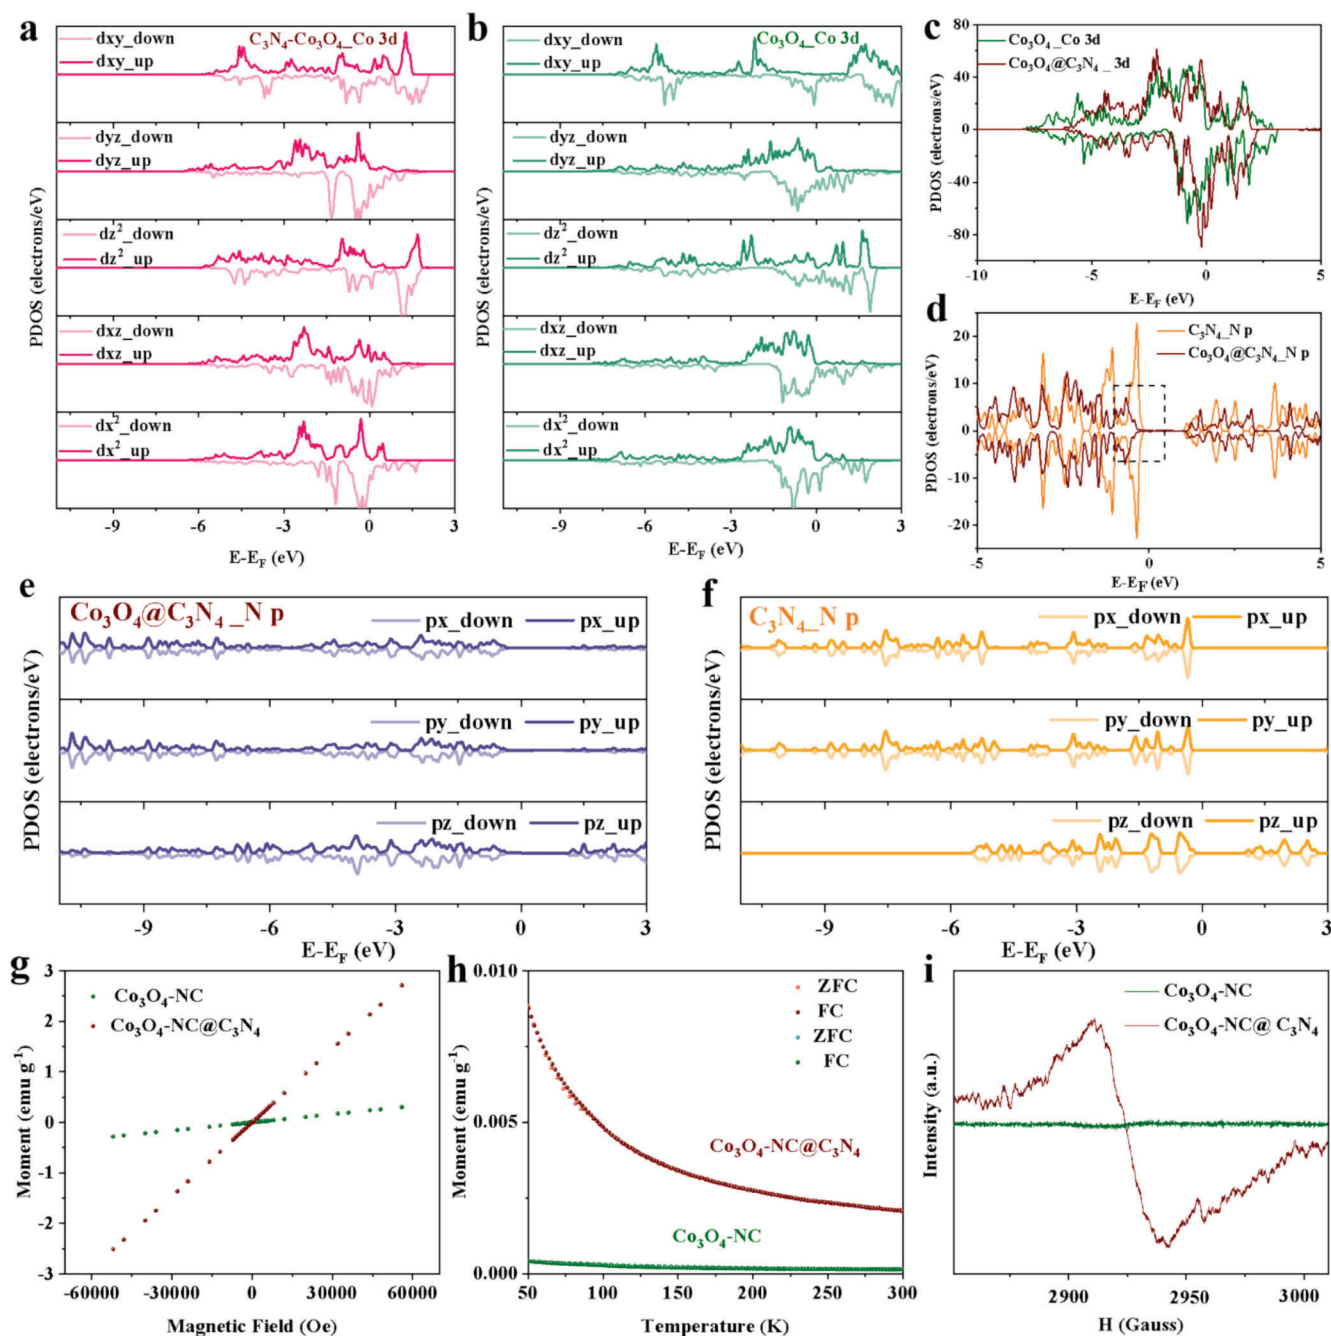 a
C₃N₄-Co₃O₄_Co 3d
dxy_down
dxy_up
dyz_down
dyz_up
dz²_down
dz²_up
dxz_down
dxz_up
dx²_down
dx²_up
PDOS (electrons/eV)
-9 -6 -3 0 3
E-E_F (eV)
b
Co₃O₄_Co 3d
dxy_down
dxy_up
dyz_down
dyz_up
dz²_down
dz²_up
dxz_down
dxz_up
dx²_down
dx²_up
PDOS (electrons/eV)
-9 -6 -3 0 3
E-E_F (eV)
c
Co₃O₄_Co 3d
Co₃O₄@C₃N₄_ 3d
PDOS (electrons/eV)
80
40
0
-40
-80
-10 -5 0 5
E-E_F (eV)
d
C₃N₄_N p
Co₃O₄@C₃N₄_N p
PDOS (electrons/eV)
20
10
0
-10
-20
-5 0 5
E-E_F (eV)
e
Co₃O₄@C₃N₄_N p
px_down px_up
py_down py_up
pz_down pz_up
PDOS (electrons/eV)
-9 -6 -3 0 3
E-E_F (eV)
f
C₃N₄_N p
px_down px_up
py_down py_up
pz_down pz_up
PDOS (electrons/eV)
-9 -6 -3 0 3
E-E_F (eV)
g
Co₃O₄-NC
Co₃O₄-NC@C₃N₄
Moment (emu g⁻¹)
3
2
1
0
-1
-2
-3
-60000 -30000 0 30000 60000
Magnetic Field (Oe)
h
ZFC
FC
ZFC
FC
Co₃O₄-NC@C₃N₄
Co₃O₄-NC
Moment (emu g⁻¹)
0.010
0.005
0.000
50 100 150 200 250 300
Temperature (K)
i
Co₃O₄-NC
Co₃O₄-NC@ C₃N₄
Intensity (a.u.)
2900 2950 3000
H (Gauss)